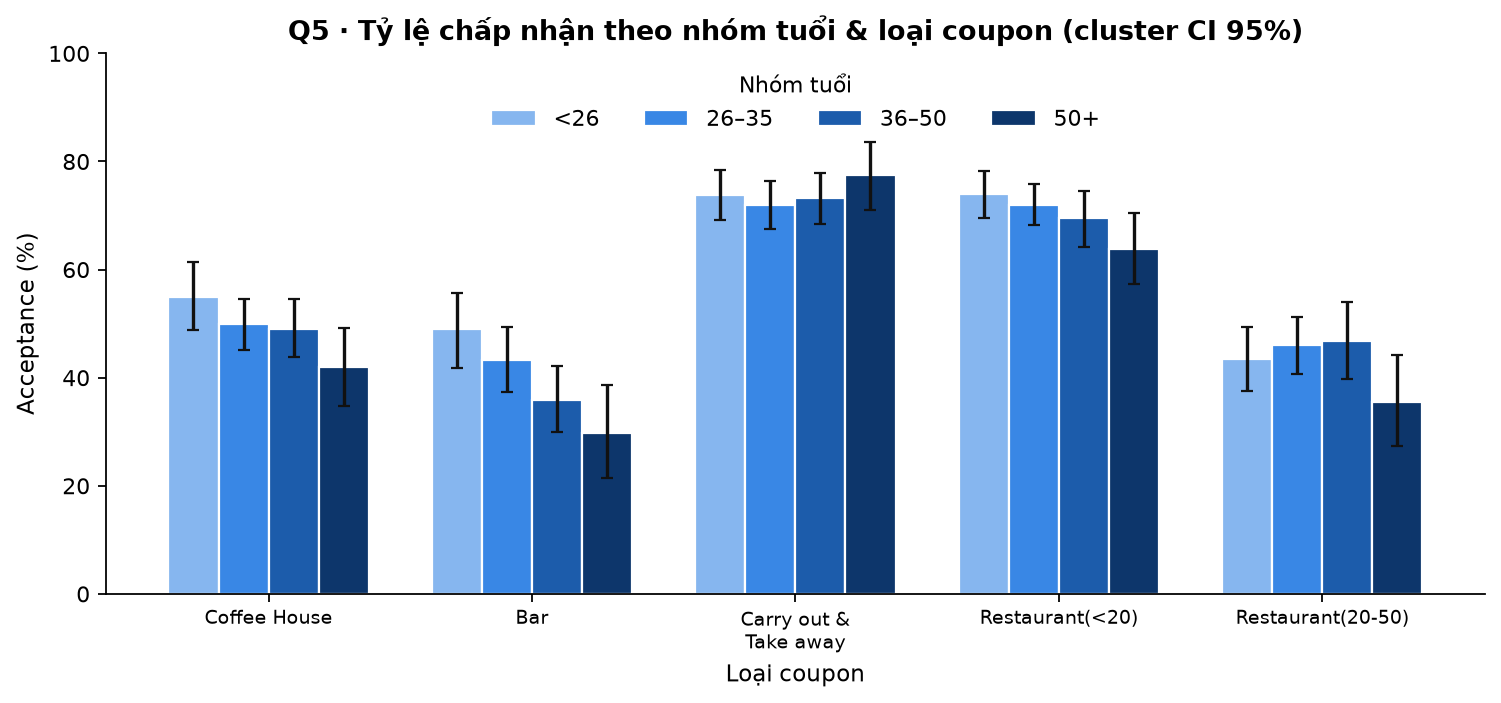 Q5 · Tỷ lệ chấp nhận theo nhóm tuổi & loại coupon (cluster CI 95%)
Nhóm tuổi
<26 26–35 36–50 50+
Acceptance (%)
100
80
60
40
20
0
Coffee House Bar Carry out & Restaurant(<20) Restaurant(20-50)
Take away
Loại coupon